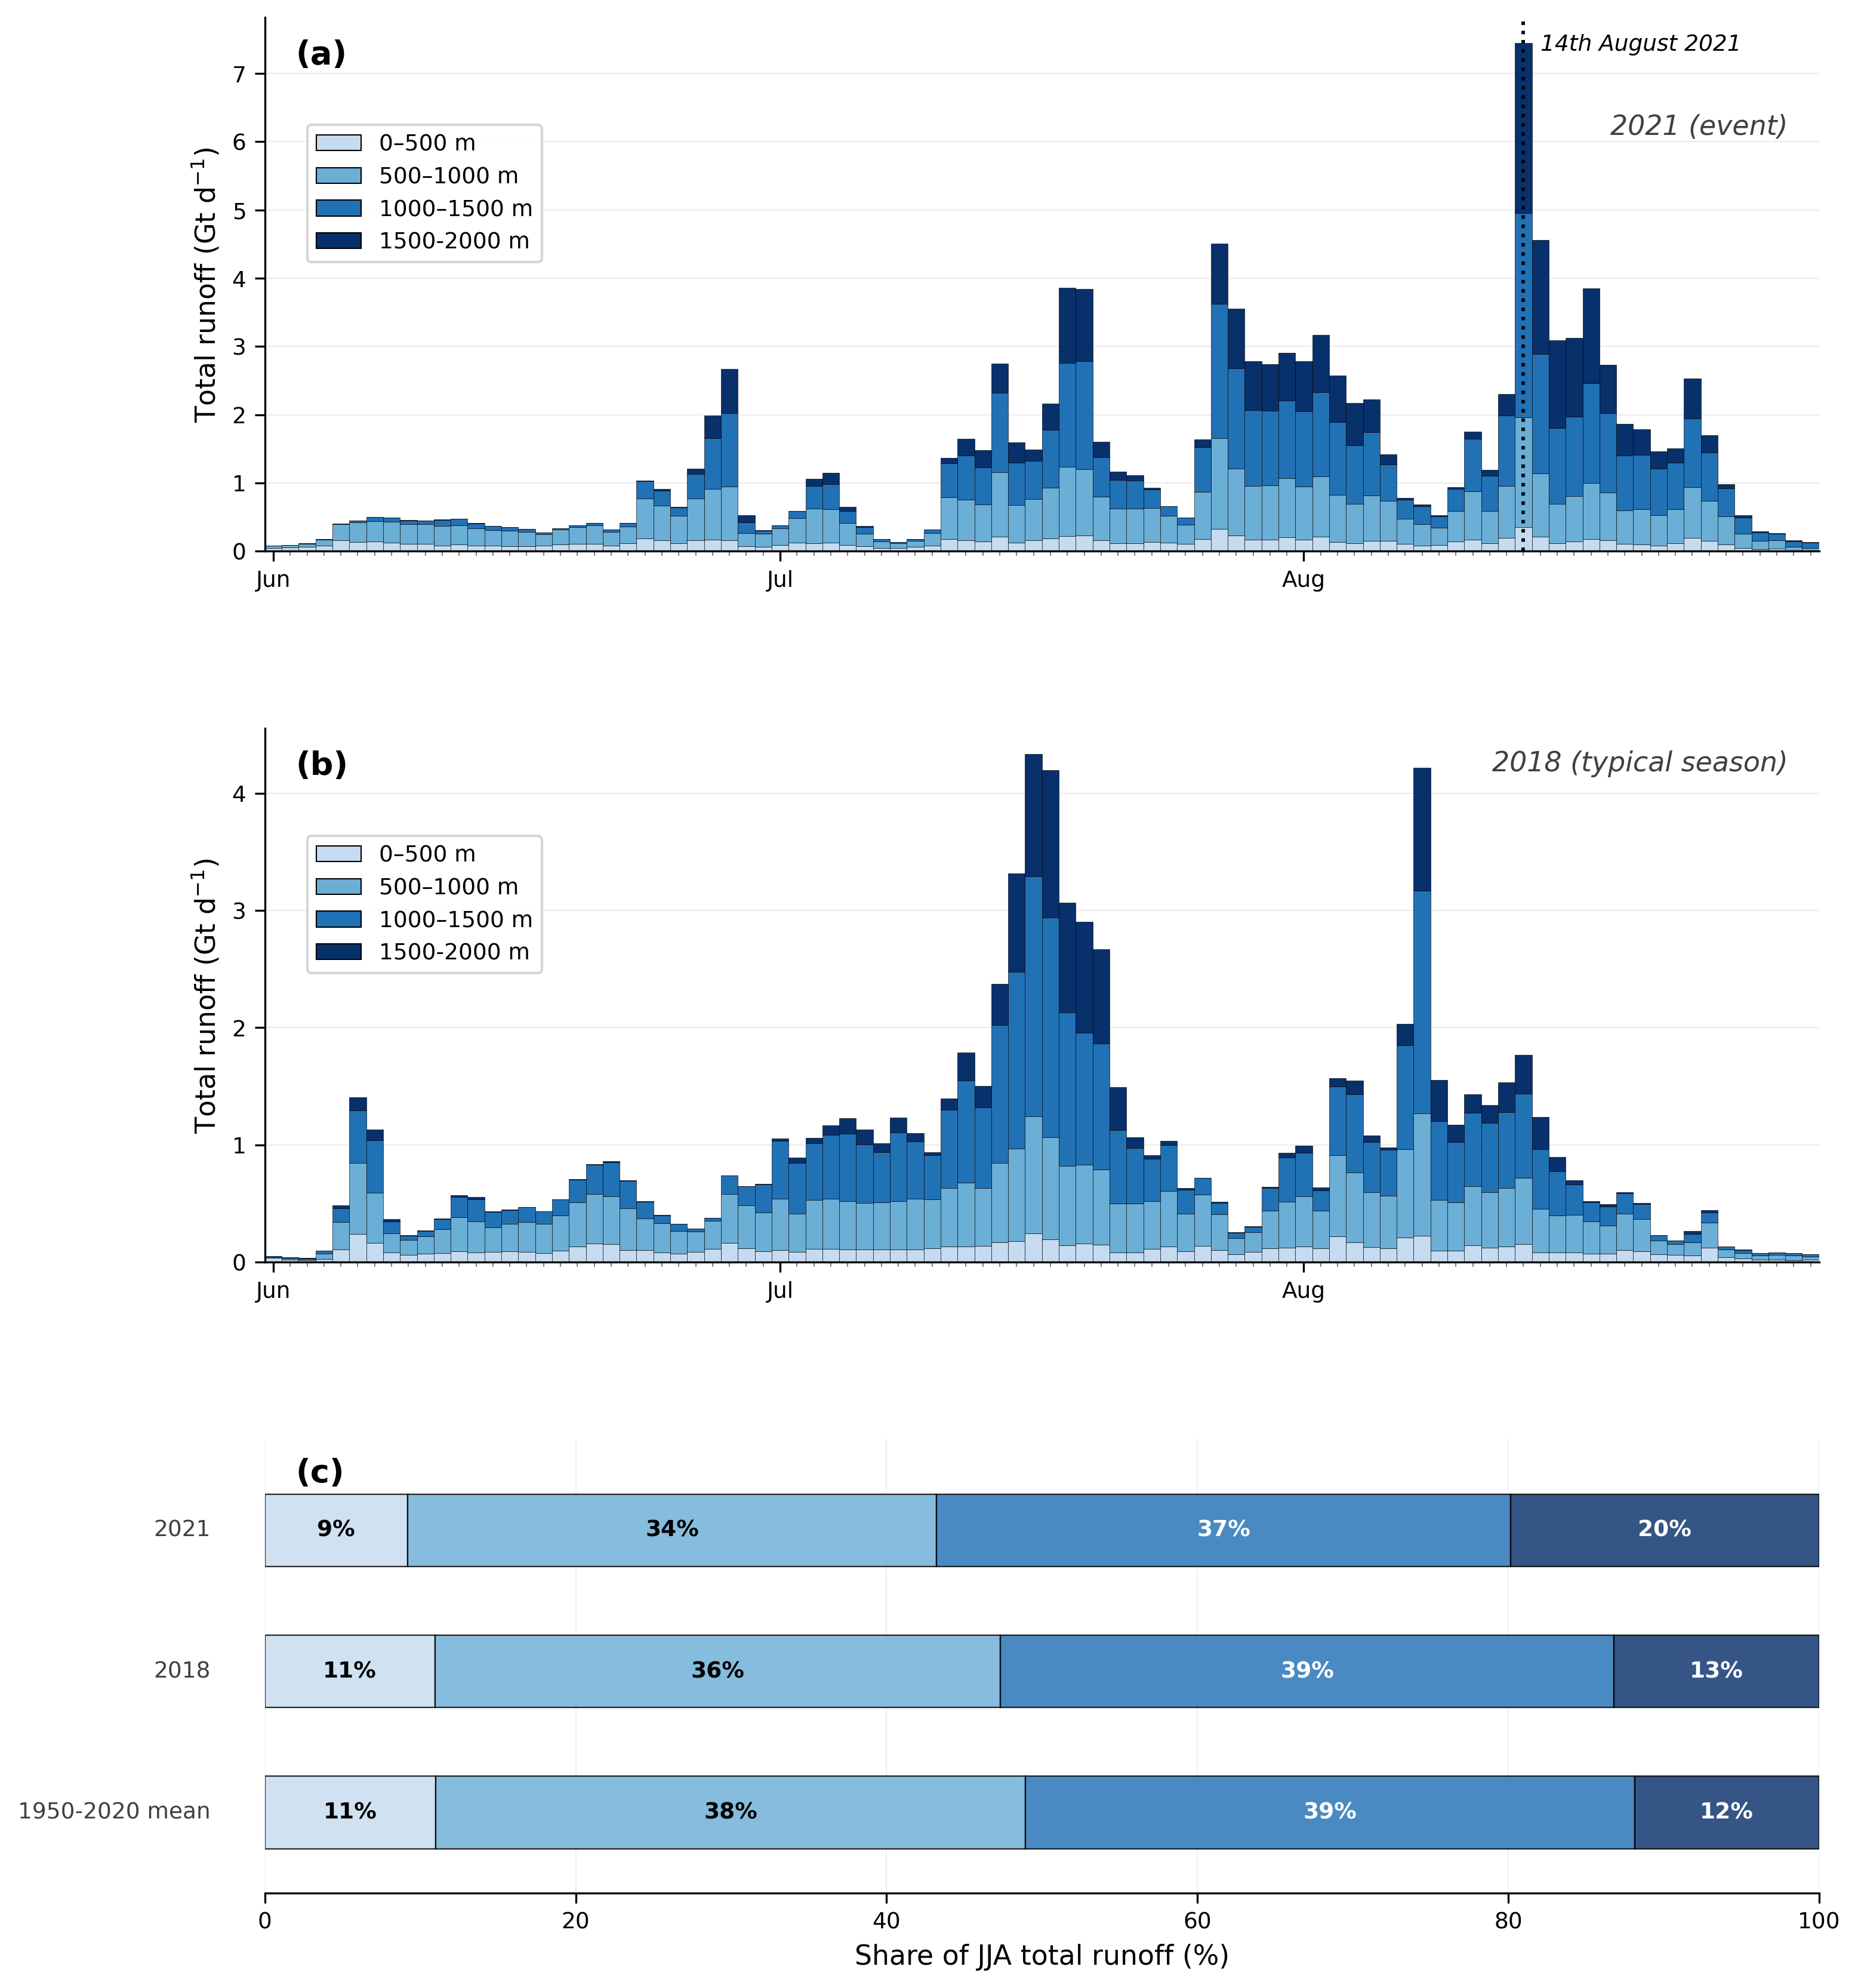 (a)
14th August 2021
2021 (event)
0–500 m
500–1000 m
1000–1500 m
1500-2000 m
Total runoff (Gt d⁻¹)
7
6
5
4
3
2
1
0
Jun
Jul
Aug
(b)
2018 (typical season)
0–500 m
500–1000 m
1000–1500 m
1500-2000 m
Total runoff (Gt d⁻¹)
4
3
2
1
0
Jun
Jul
Aug
(c)
2021
9%
34%
37%
20%
2018
11%
36%
39%
13%
1950-2020 mean
11%
38%
39%
12%
0
20
40
60
80
100
Share of JJA total runoff (%)